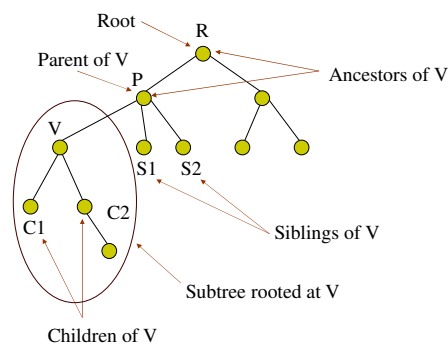 Root
R
Parent of V
P
Ancestors of V
V
S1
S2
C1
C2
Siblings of V
Subtree rooted at V
Children of V